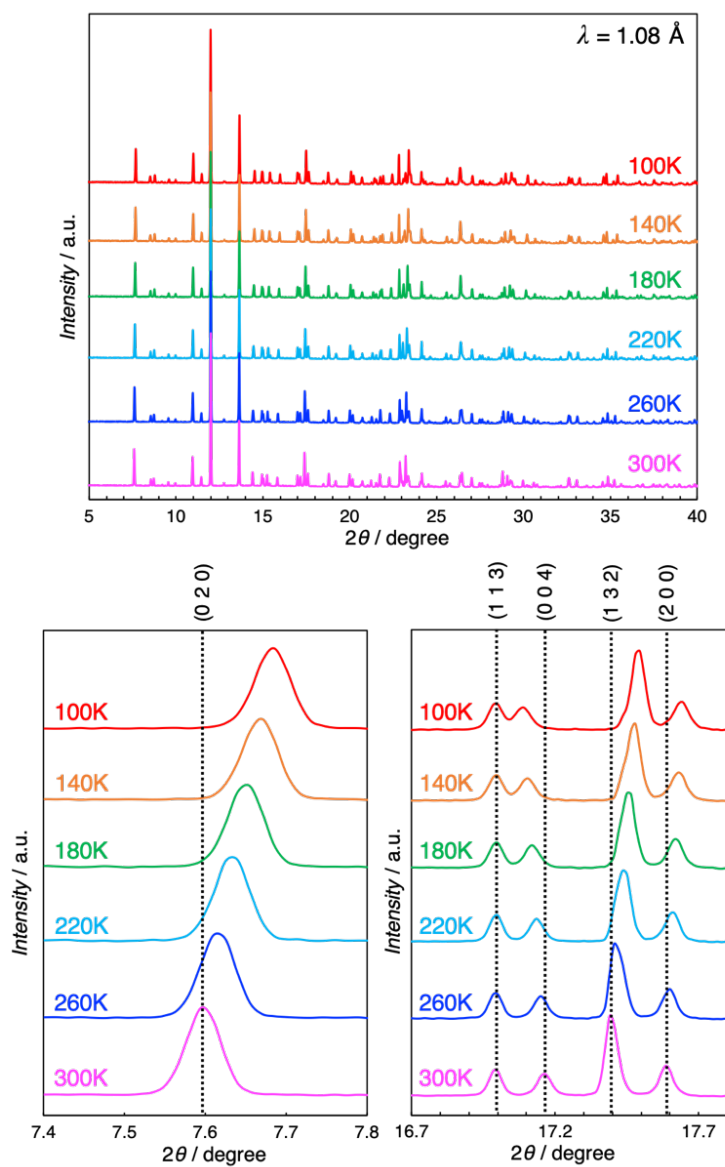 λ = 1.08 Å
100K
140K
180K
220K
260K
300K
Intensity / a.u.
5 10 15 20 25 30 35 40
2θ / degree
(0 2 0)
100K
140K
180K
220K
260K
300K
Intensity / a.u.
7.4 7.5 7.6 7.7 7.8
2θ / degree
(1 1 3) (0 0 4) (1 3 2) (2 0 0)
100K
140K
180K
220K
260K
300K
Intensity / a.u.
16.7 17.2 17.7
2θ / degree